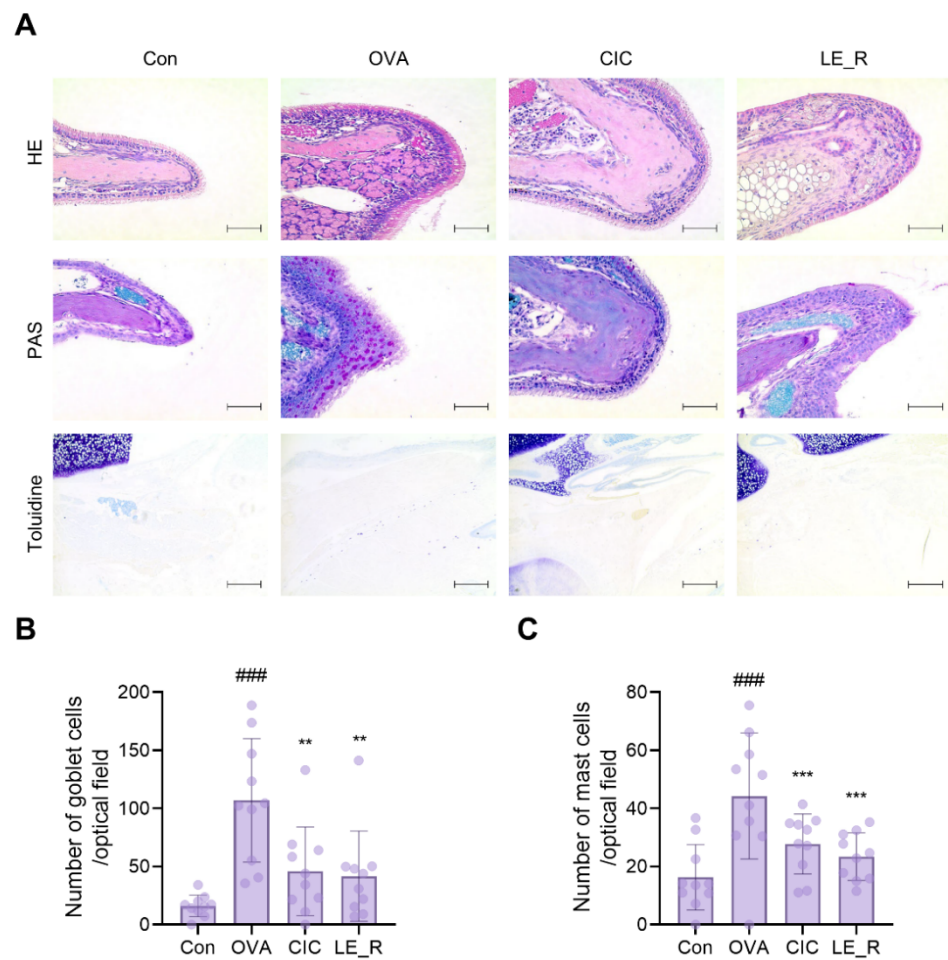 A
Con OVA CIC LE_R
HE
PAS
Toluidine
B
Number of goblet cells
/optical field
200
150
100
50
0
###
**
**
Con OVA CIC LE_R
C
Number of mast cells
/optical field
80
60
40
20
0
###
***
***
Con OVA CIC LE_R